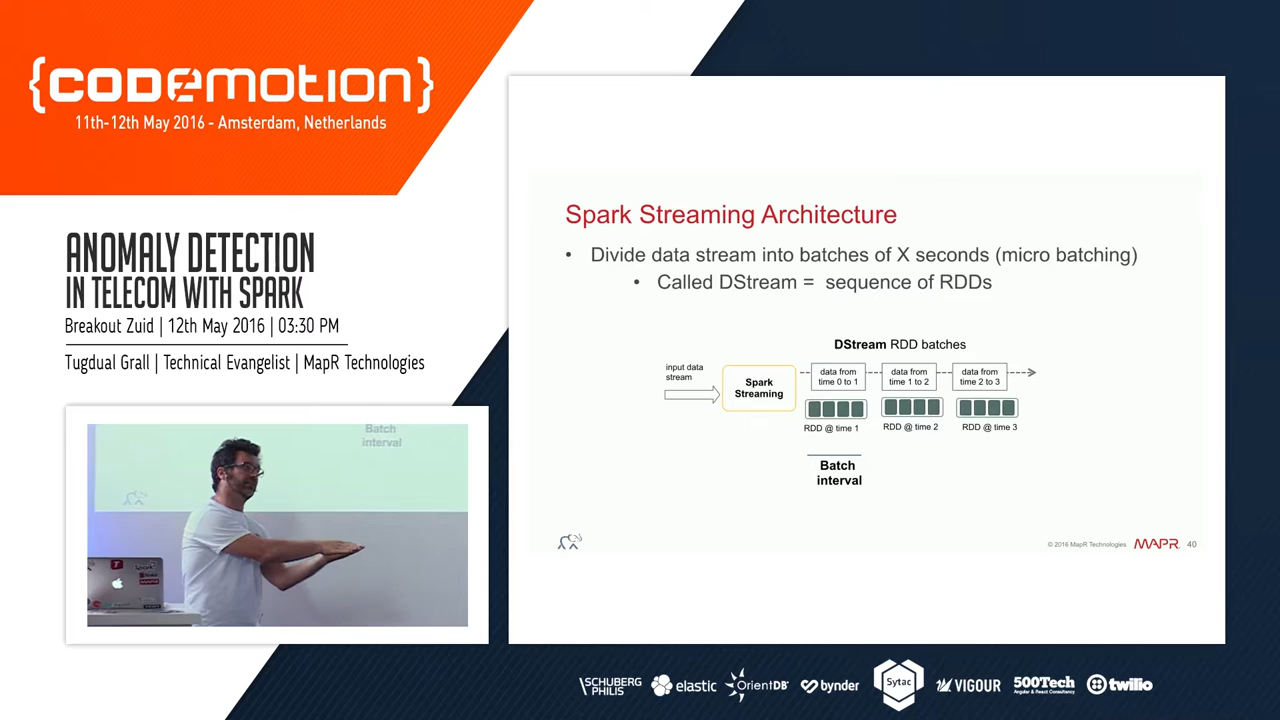 {CODEMOTION}
11th-12th May 2016 - Amsterdam, Netherlands
ANOMALY DETECTION
IN TELECOM WITH SPARK
Breakout Zuid | 12th May 2016 | 03:30 PM
Tugdual Grall | Technical Evangelist | MapR Technologies
Batch
interval
Spark Streaming Architecture
• Divide data stream into batches of X seconds (micro batching)
• Called DStream = sequence of RDDs
DStream RDD batches
input data
stream
Spark
Streaming
data from
time 0 to 1
data from
time 1 to 2
data from
time 2 to 3
RDD @ time 1
RDD @ time 2
RDD @ time 3
Batch
interval
© 2016 MapR Technologies
MAPR
40
SCHUBERG
PHILIS
elastic
OrientDB
bynder
Sytac
VIGOUR
500Tech
Angular & React Consultancy
twilio